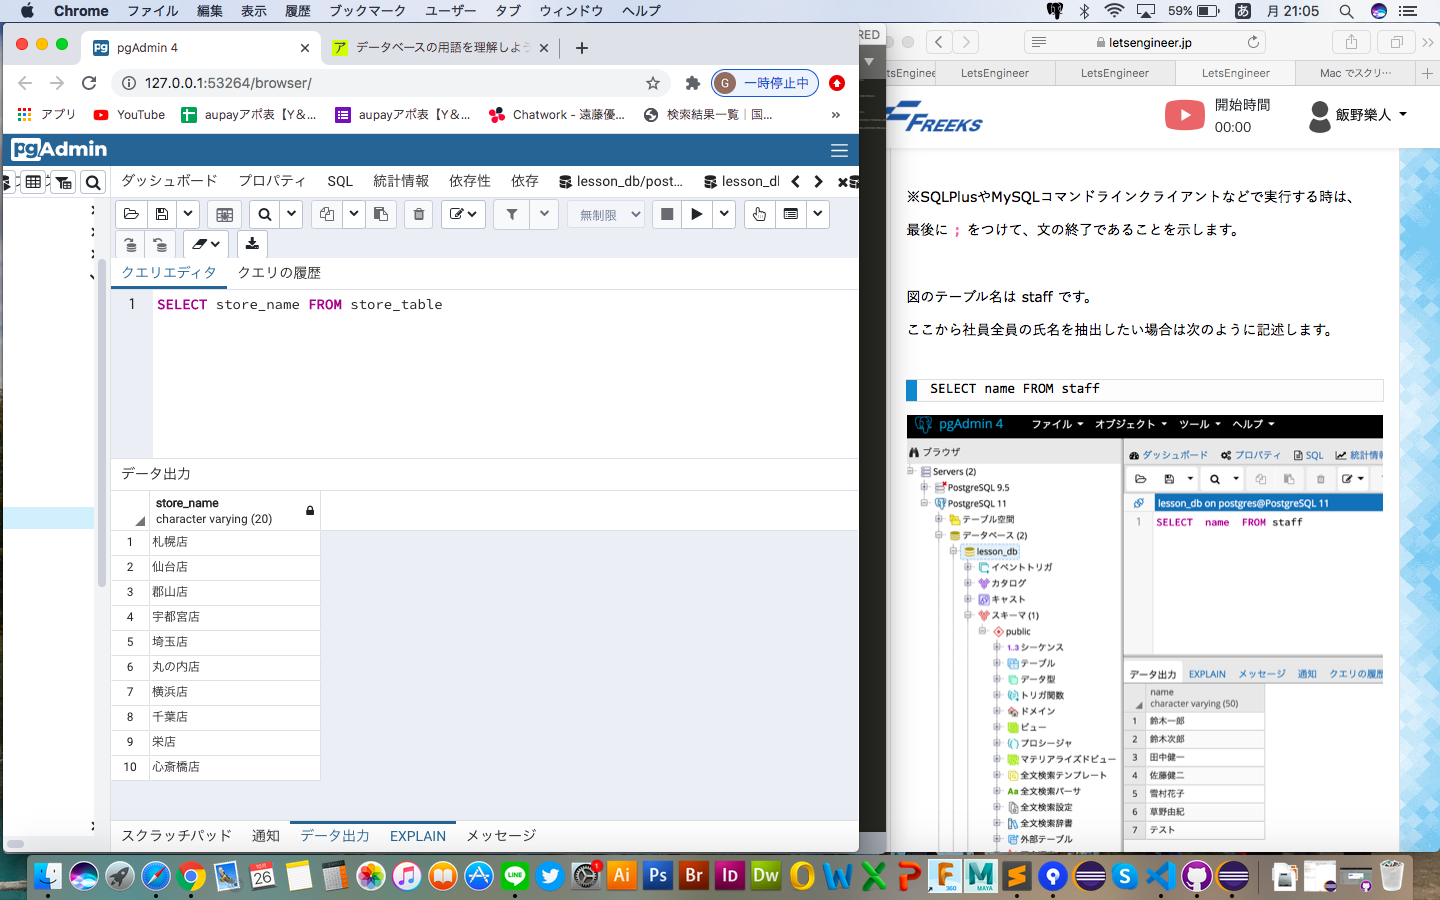 Chrome ファイル 編集 表示 履歴 ブックマーク ユーザー タブ ウィンドウ ヘルプ
59% あ 月 21:05
pgAdmin 4
データベースの用語を理解しよう
127.0.0.1:53264/browser/
G 一時停止中
アプリ YouTube aupayアポ表【Y＆... aupayアポ表【Y＆... Chatwork - 遠藤優... 検索結果一覧｜国... »
pgAdmin
ダッシュボード プロパティ SQL 統計情報 依存性 依存 lesson_db/post... lesson_d
無制限
クエリエディタ クエリの履歴
1 SELECT store_name FROM store_table
データ出力
store_name
character varying (20)
1 札幌店
2 仙台店
3 郡山店
4 宇都宮店
5 埼玉店
6 丸の内店
7 横浜店
8 千葉店
9 栄店
10 心斎橋店
スクラッチパッド 通知 データ出力 EXPLAIN メッセージ
RED
letsengineer.jp
tsEnginee LetsEngineer LetsEngineer LetsEngineer Mac でスクリ...
FREEKS
開始時間
00:00
飯野樂人
※SQLPlusやMySQLコマンドラインクライアントなどで実行する時は、
最後に ; をつけて、文の終了であることを示します。
図のテーブル名は staff です。
ここから社員全員の氏名を抽出したい場合は次のように記述します。
SELECT name FROM staff
pgAdmin 4 ファイル オブジェクト ツール ヘルプ
ブラウザ
ダッシュボード プロパティ SQL 統計情報
Servers (2)
PostgreSQL 9.5
PostgreSQL 11
テーブル空間
データベース (2)
lesson_db
イベントトリガ
カタログ
キャスト
スキーマ (1)
public
1..3 シーケンス
テーブル
データ型
トリガ関数
ドメイン
ビュー
プロシージャ
マテリアライズドビュー
全文検索テンプレート
Aa 全文検索パーサ
全文検索設定
全文検索辞書
外部テーブル
lesson_db on postgres@PostgreSQL 11
1 SELECT name FROM staff
データ出力 EXPLAIN メッセージ 通知 クエリの履歴
name
character varying (50)
1 鈴木一郎
2 鈴木次郎
3 田中健一
4 佐藤健二
5 雪村花子
6 草野由紀
7 テスト
26 LINE 1 Ai Ps Br Id Dw F 360 M MAYA